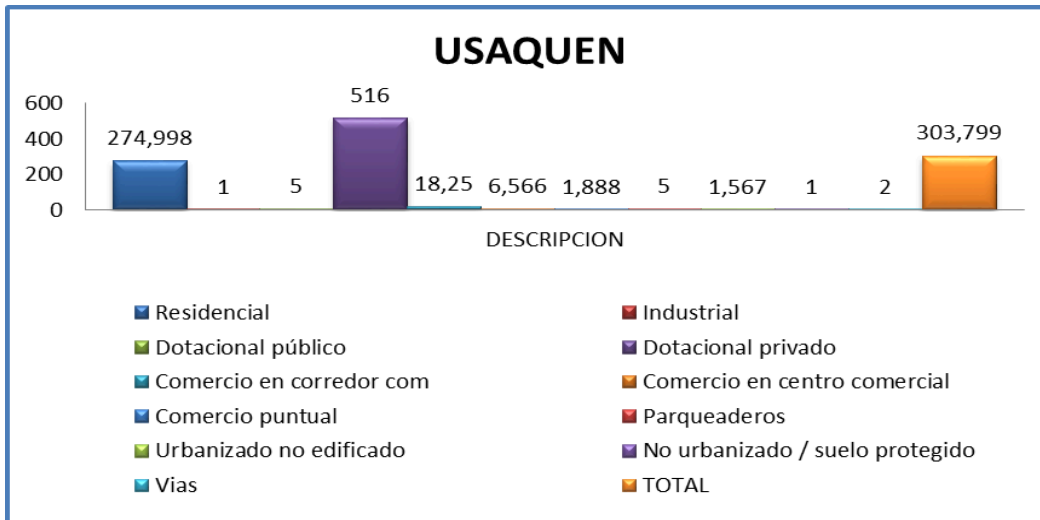 USAQUEN
600
400
200
0
274,998
1
5
516
18,25
6,566
1,888
5
1,567
1
2
303,799
DESCRIPCION
Residencial
Industrial
Dotacional público
Dotacional privado
Comercio en corredor com
Comercio en centro comercial
Comercio puntual
Parqueaderos
Urbanizado no edificado
No urbanizado / suelo protegido
Vias
TOTAL